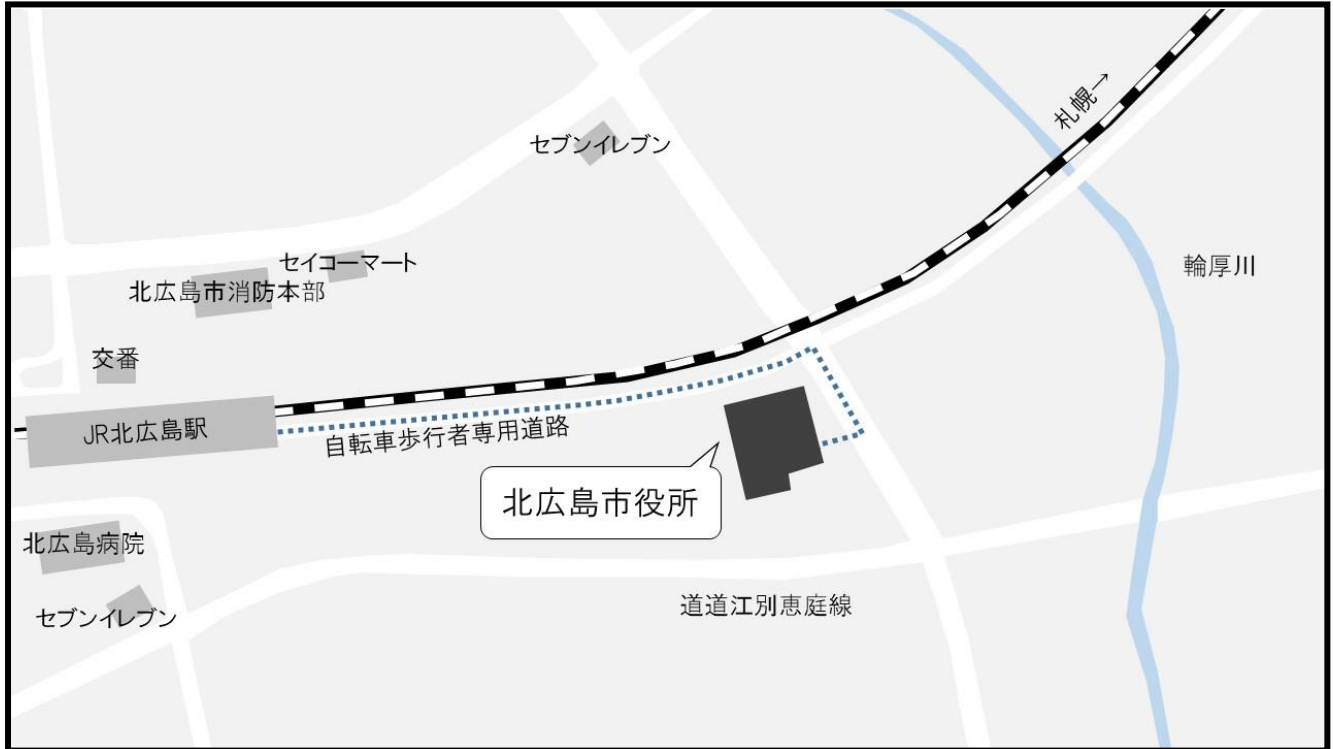 札幌→
セブンイレブン
輪厚川
セイコーマート
北広島市消防本部
交番
JR北広島駅
自転車歩行者専用道路
北広島市役所
北広島病院
セブンイレブン
道道江別恵庭線